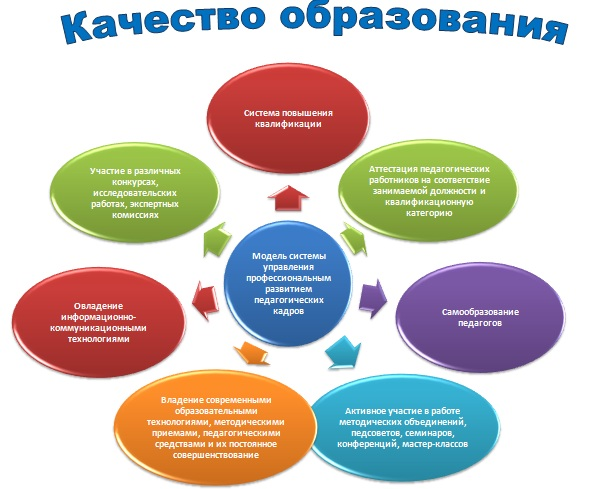 Качество образования
Система повышения
квалификации
Аттестация педагогических
работников на соответствие
занимаемой должности и
квалификационную
категорию
Самообразование
педагогов
Активное участие в работе
методических объединений,
педсоветов, семинаров,
конференций, мастер-классов
Владение современными
образовательными
технологиями, методическими
приемами, педагогическими
средствами и их постоянное
совершенствование
Овладение
информационно-
коммуникационными
технологиями
Участие в различных
конкурсах,
исследовательских
работах, экспертных
комиссиях
Модель системы
управления
профессиональным
развитием
педагогических
кадров